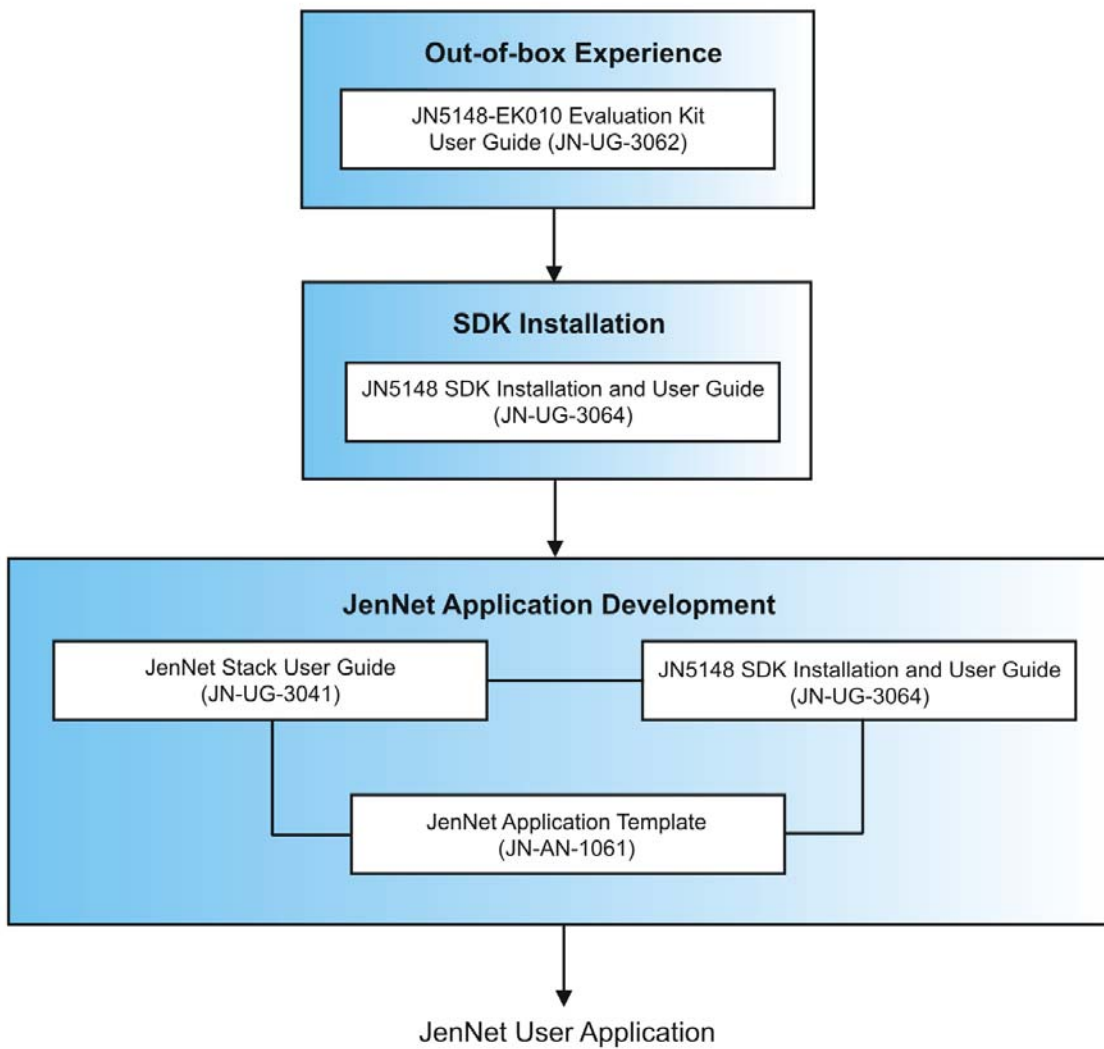 Out-of-box Experience
JN5148-EK010 Evaluation Kit
User Guide (JN-UG-3062)
SDK Installation
JN5148 SDK Installation and User Guide
(JN-UG-3064)
JenNet Application Development
JenNet Stack User Guide
(JN-UG-3041)
JN5148 SDK Installation and User Guide
(JN-UG-3064)
JenNet Application Template
(JN-AN-1061)
JenNet User Application